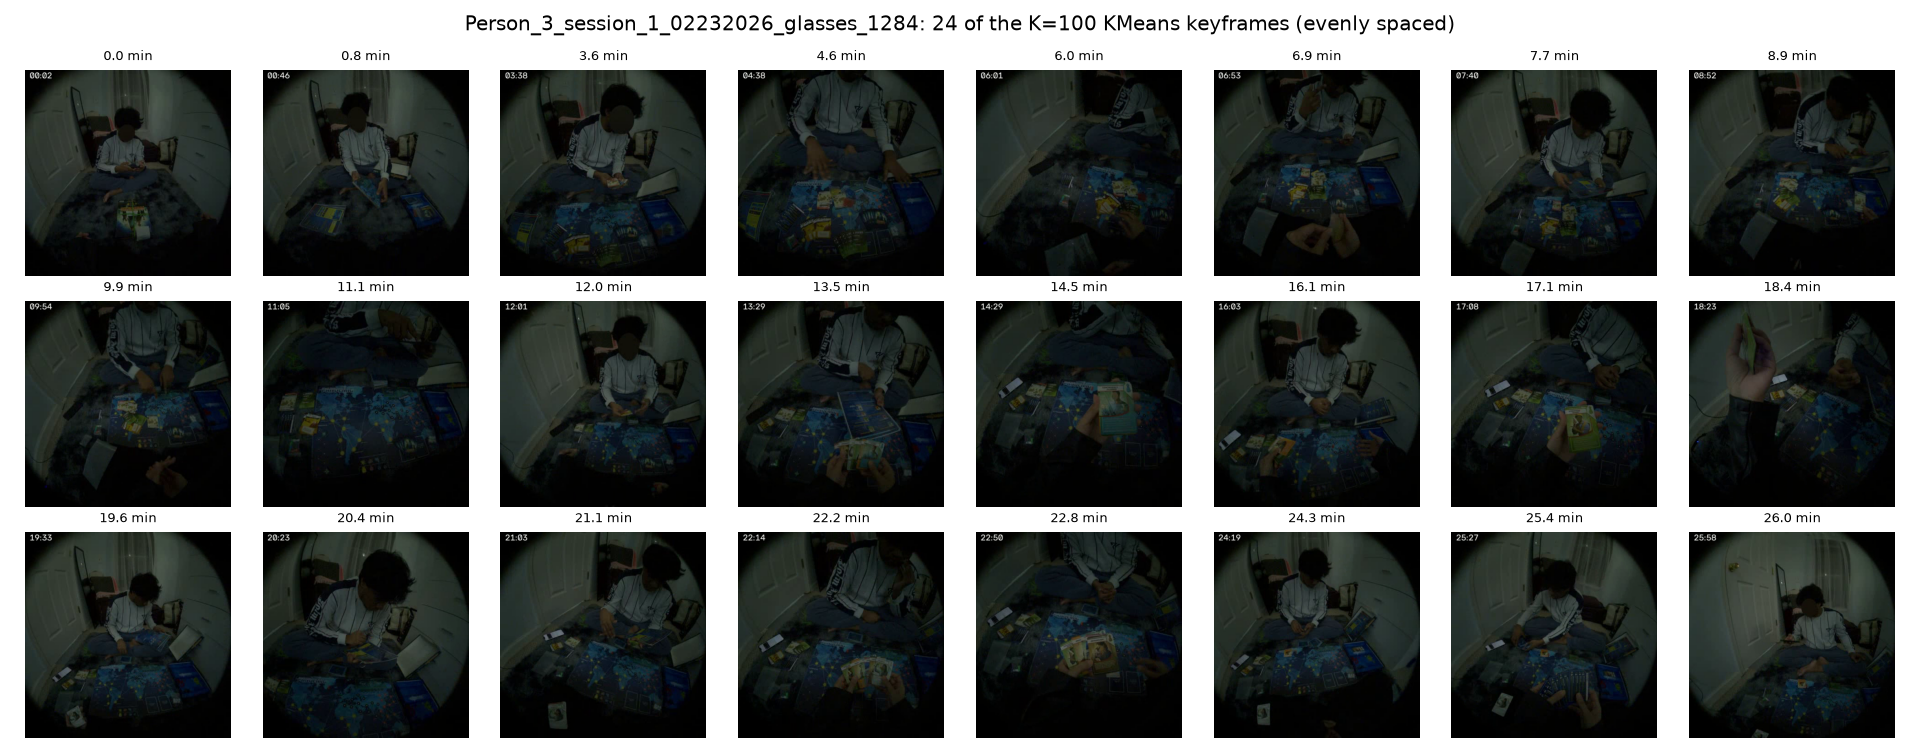 Person_3_session_1_02232026_glasses_1284: 24 of the K=100 KMeans keyframes (evenly spaced)
0.0 min 0.8 min 3.6 min 4.6 min 6.0 min 6.9 min 7.7 min 8.9 min
00:02 00:46 03:38 04:38 06:01 06:53 07:40 08:52
9.9 min 11.1 min 12.0 min 13.5 min 14.5 min 16.1 min 17.1 min 18.4 min
09:54 11:05 12:01 13:29 14:29 16:03 17:08 18:23
19.6 min 20.4 min 21.1 min 22.2 min 22.8 min 24.3 min 25.4 min 26.0 min
19:33 20:23 21:03 22:14 22:50 24:19 25:27 25:58